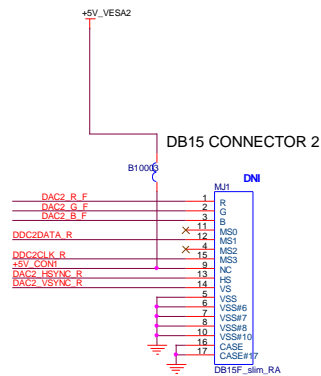 +5V_VESA2
DB15 CONNECTOR 2
B10003
DNI
MJ1
DAC2_R_F 1 R
DAC2_G_F 2 G
DAC2_B_F 3 B
11 MS0
DDC2DATA_R 12 MS1
4 MS2
DDC2CLK_R 15 MS3
+5V_CON1 9 NC
DAC2_HSYNC_R 13 HS
DAC2_VSYNC_R 14 VS
5 VSS
6 VSS#6
7 VSS#7
8 VSS#8
10 VSS#10
16 CASE
17 CASE#17
DB15F_slim_RA